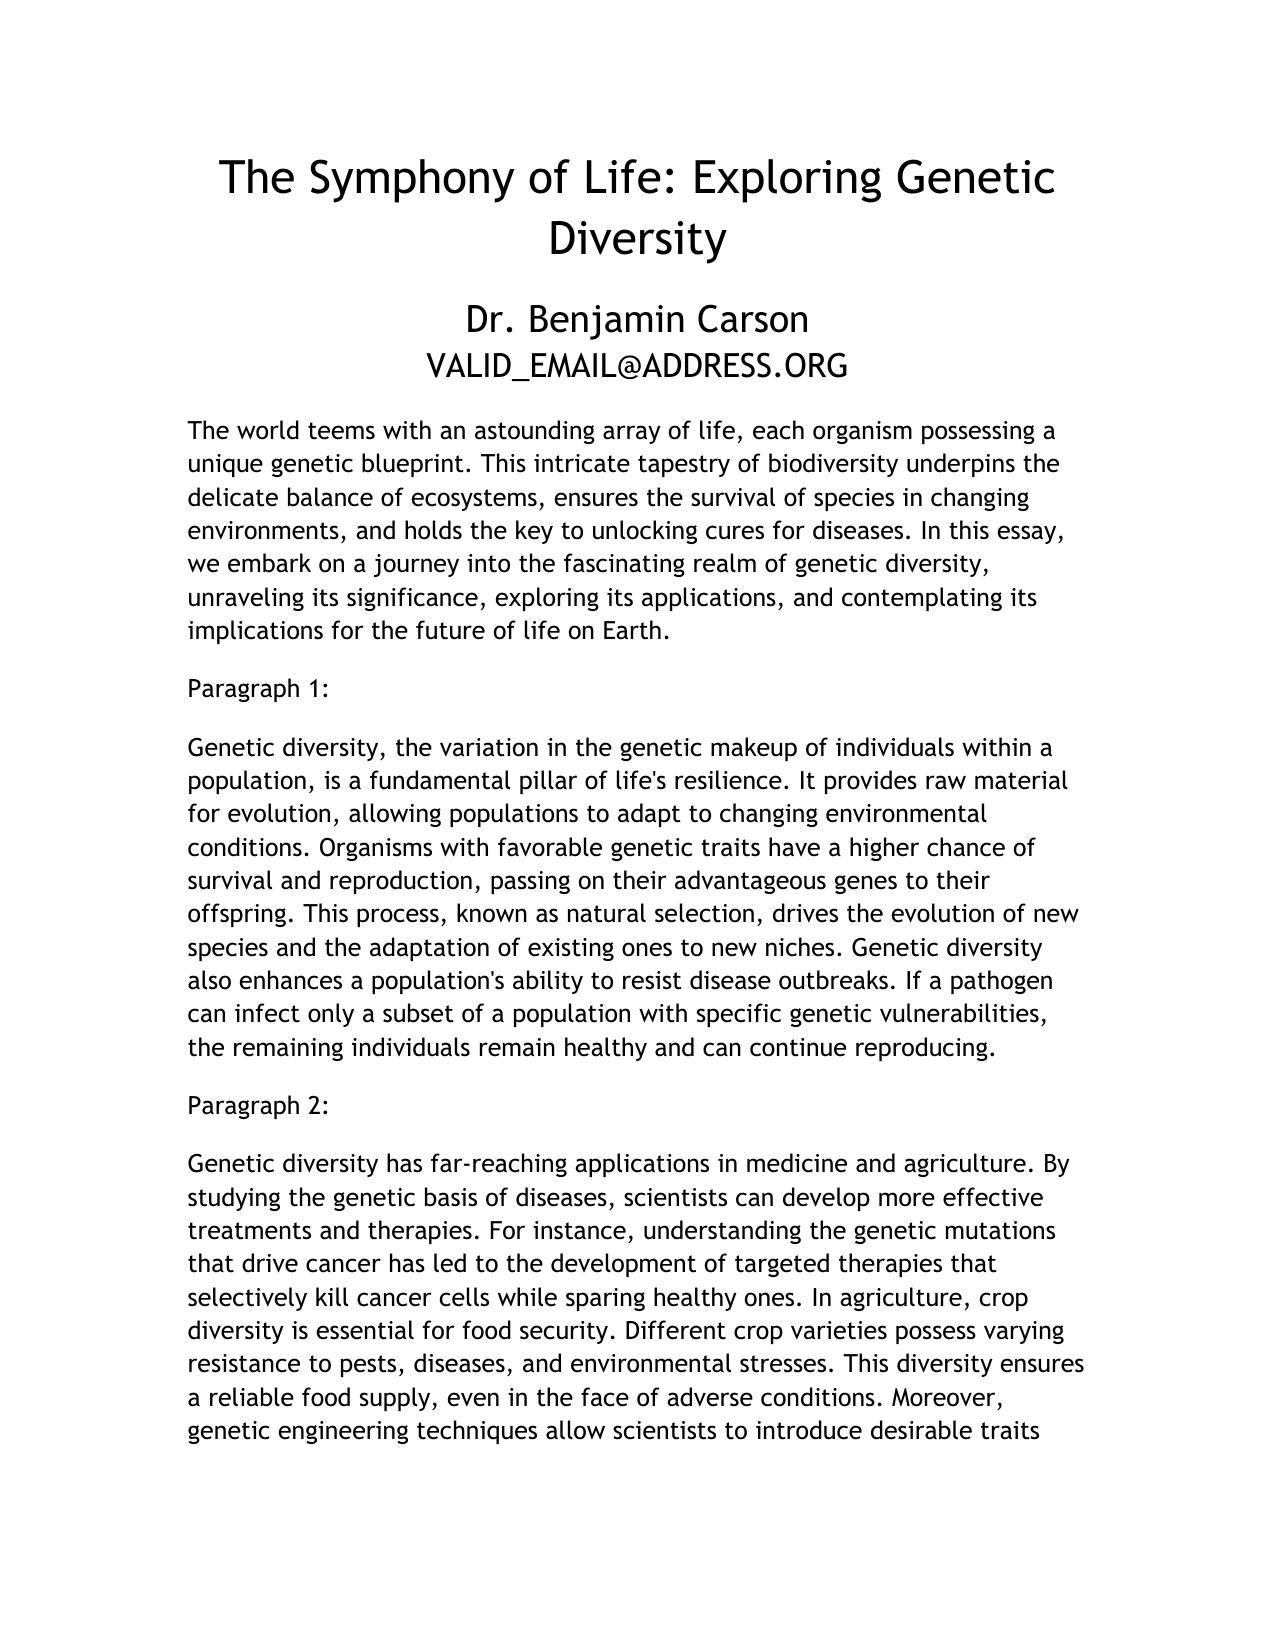 The Symphony of Life: Exploring Genetic
Diversity
Dr. Benjamin Carson
VALID_EMAIL@ADDRESS.ORG
The world teems with an astounding array of life, each organism possessing a
unique genetic blueprint. This intricate tapestry of biodiversity underpins the
delicate balance of ecosystems, ensures the survival of species in changing
environments, and holds the key to unlocking cures for diseases. In this essay,
we embark on a journey into the fascinating realm of genetic diversity,
unraveling its significance, exploring its applications, and contemplating its
implications for the future of life on Earth.
Paragraph 1:
Genetic diversity, the variation in the genetic makeup of individuals within a
population, is a fundamental pillar of life's resilience. It provides raw material
for evolution, allowing populations to adapt to changing environmental
conditions. Organisms with favorable genetic traits have a higher chance of
survival and reproduction, passing on their advantageous genes to their
offspring. This process, known as natural selection, drives the evolution of new
species and the adaptation of existing ones to new niches. Genetic diversity
also enhances a population's ability to resist disease outbreaks. If a pathogen
can infect only a subset of a population with specific genetic vulnerabilities,
the remaining individuals remain healthy and can continue reproducing.
Paragraph 2:
Genetic diversity has far-reaching applications in medicine and agriculture. By
studying the genetic basis of diseases, scientists can develop more effective
treatments and therapies. For instance, understanding the genetic mutations
that drive cancer has led to the development of targeted therapies that
selectively kill cancer cells while sparing healthy ones. In agriculture, crop
diversity is essential for food security. Different crop varieties possess varying
resistance to pests, diseases, and environmental stresses. This diversity ensures
a reliable food supply, even in the face of adverse conditions. Moreover,
genetic engineering techniques allow scientists to introduce desirable traits